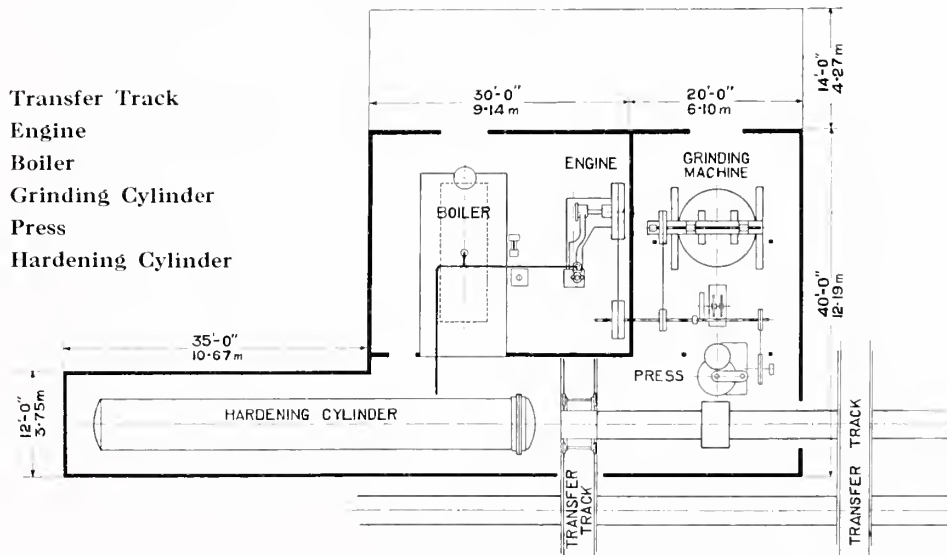 Transfer Track
Engine
Boiler
Grinding Cylinder
Press
Hardening Cylinder
14'-0"
4·27 m
30'-0"
9·14 m
20'-0"
6·10 m
ENGINE
GRINDING
MACHINE
BOILER
40'-0"
12·19 m
35'-0"
10·67 m
PRESS
12'-0"
3·75 m
HARDENING CYLINDER
TRANSFER
TRACK
TRANSFER TRACK